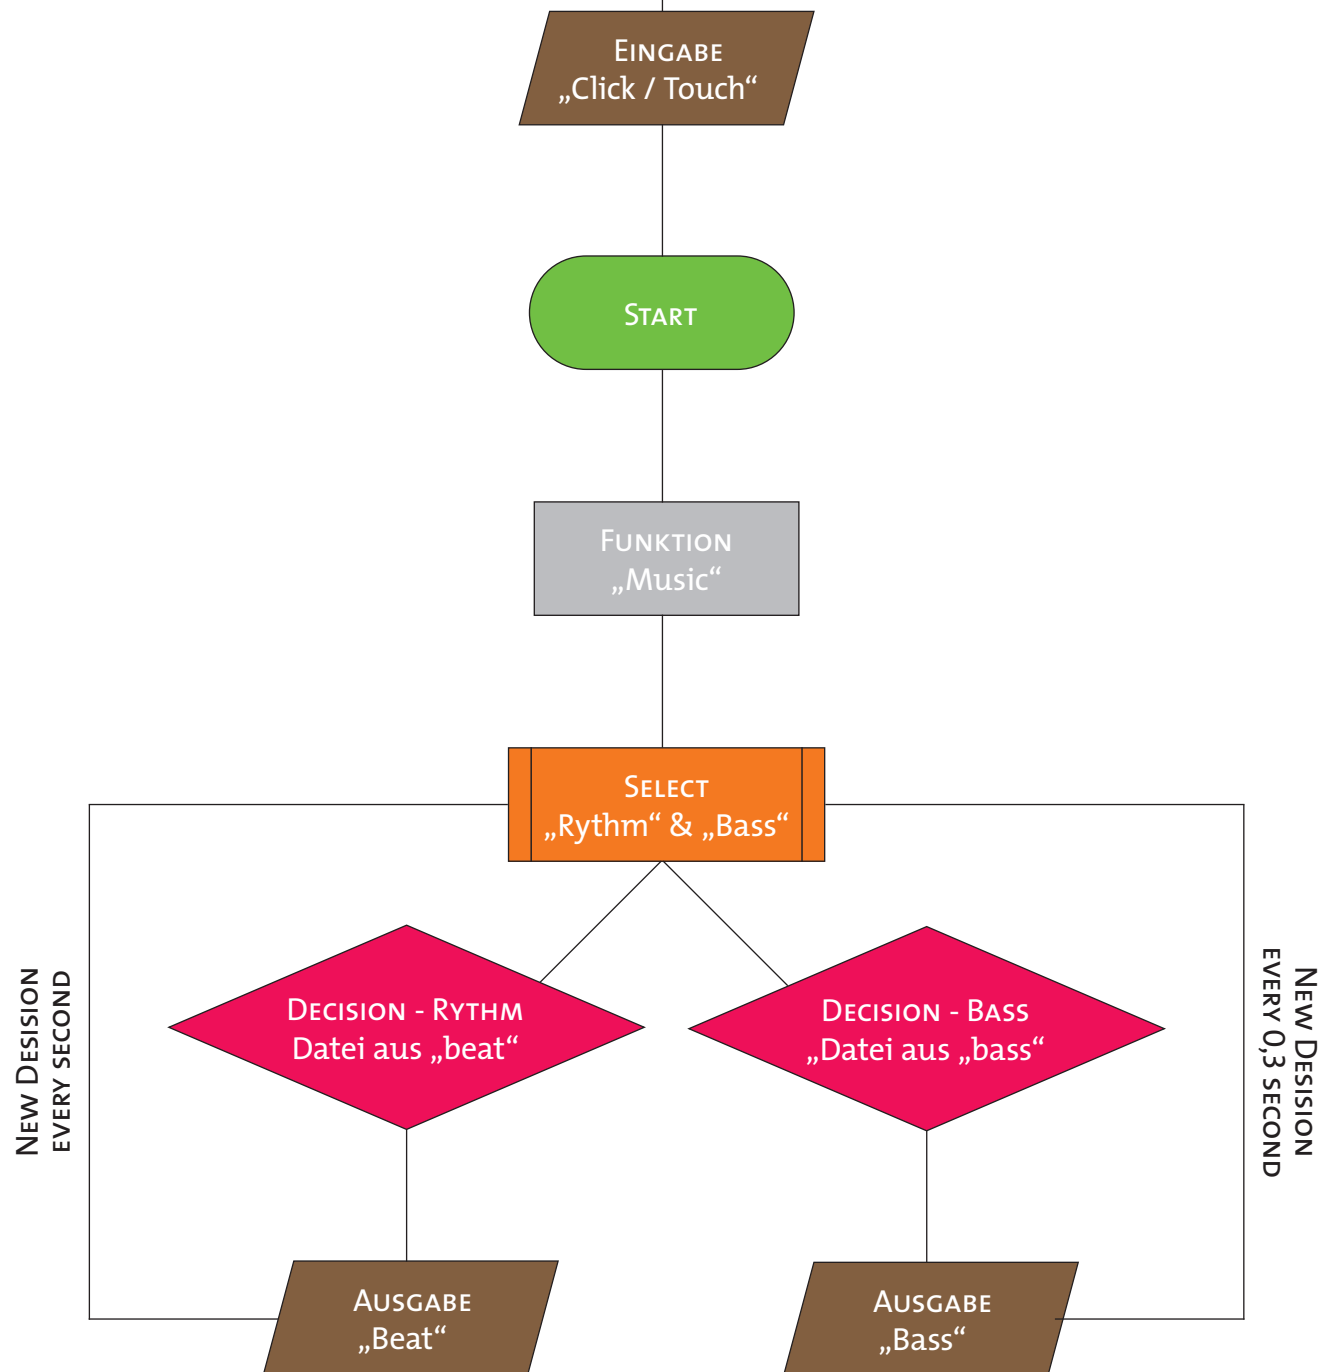 Eingabe
„Click / Touch“
Start
Funktion
„Music“
Select
„Rythm“ & „Bass“
New Desision
every second
Decision - Rythm
Datei aus „beat“
Decision - Bass
„Datei aus „bass“
New Desision
every 0,3 second
Ausgabe
„Beat“
Ausgabe
„Bass“